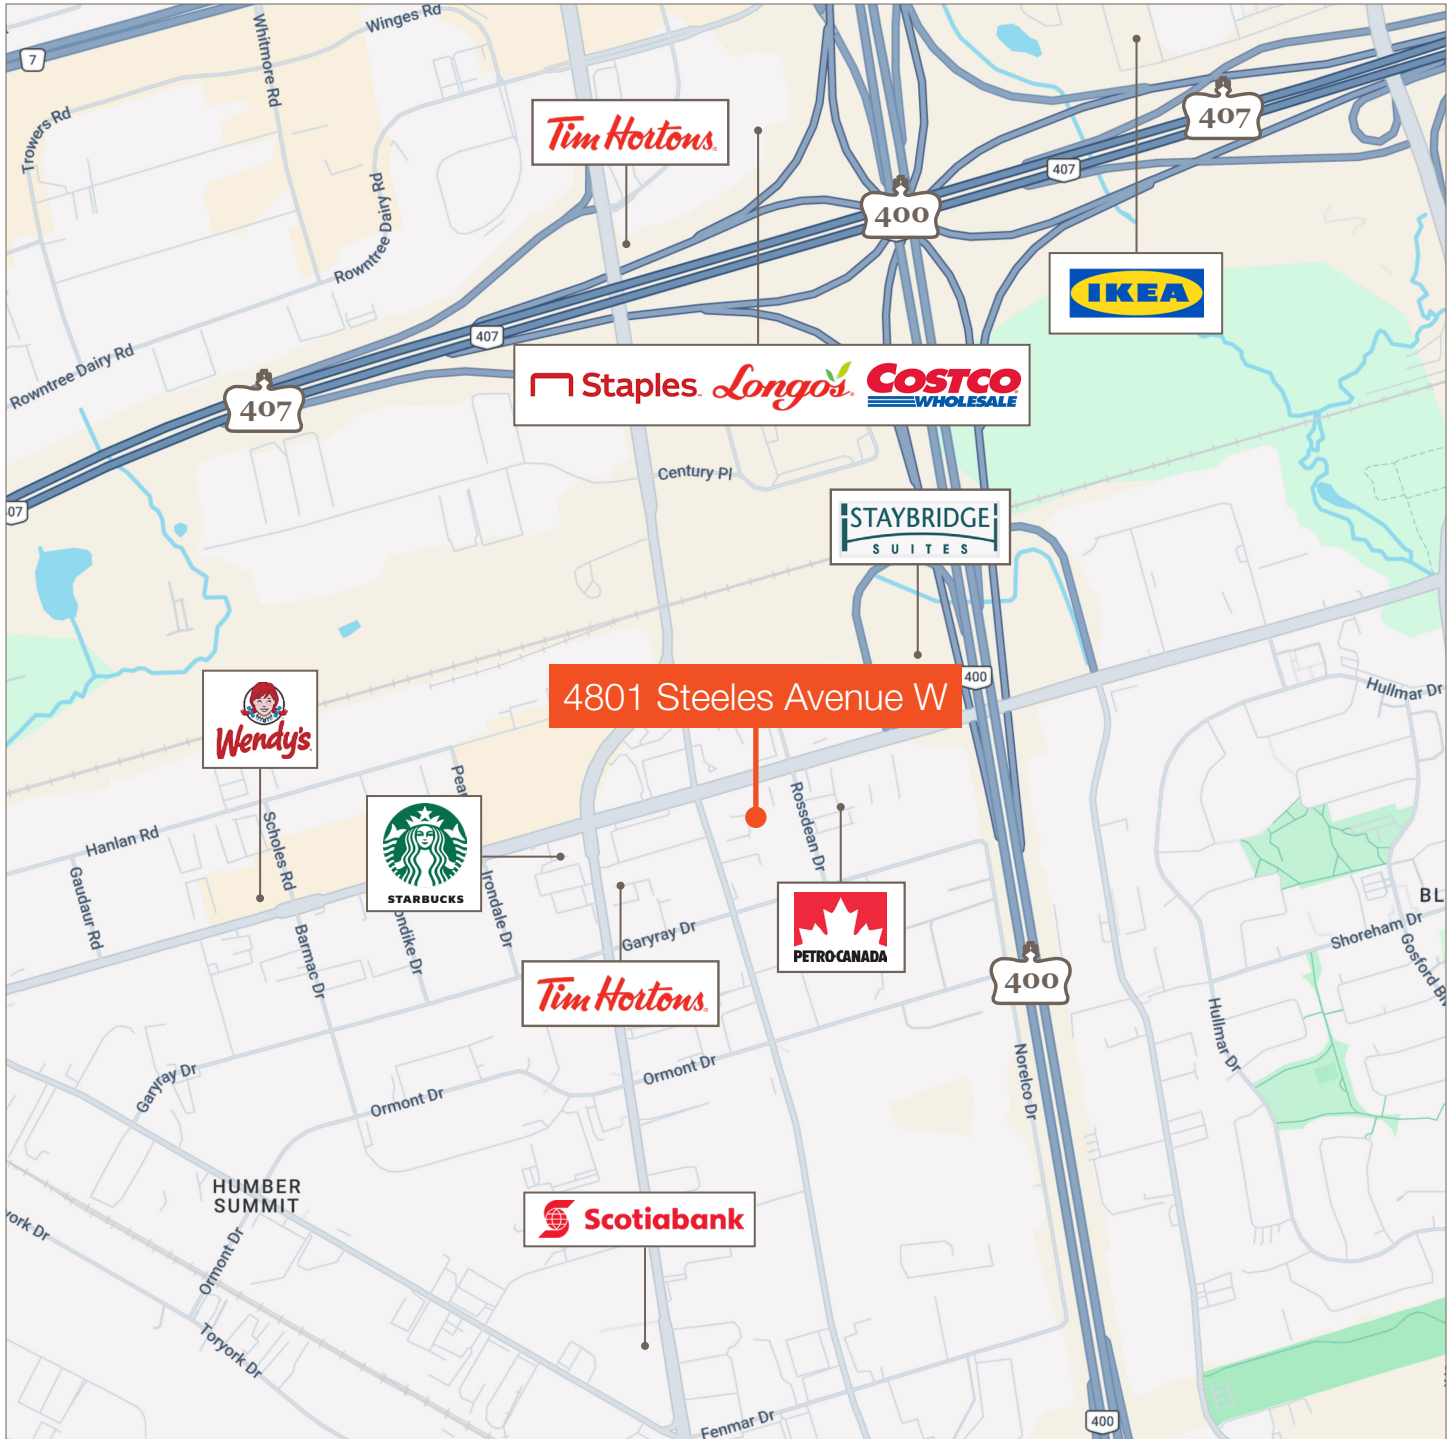 Winges Rd
7
Whitmore Rd
Trowers Rd
407
Tim Hortons
407
400
Rowntree Dairy Rd
Rowntree Dairy Rd
IKEA
407
Staples
Longo's
COSTCO
WHOLESALE
407
Century Pl
STAYBRIDGE
SUITES
4801 Steeles Avenue W
400
Hullmar Dr
Wendy's
Rossdean Dr
Hanlan Rd
Scholes Rd
STARBUCKS
Irondale Dr
Gaudaur Rd
Garyray Dr
PETRO-CANADA
Shoreham Dr
Barmac Dr
Tim Hortons
400
Hullmar Dr
Norelco Dr
Garyray Dr
Ormont Dr
Ormont Dr
HUMBER
SUMMIT
Scotiabank
Ormont Dr
Toryork Dr
Fenmar Dr
400